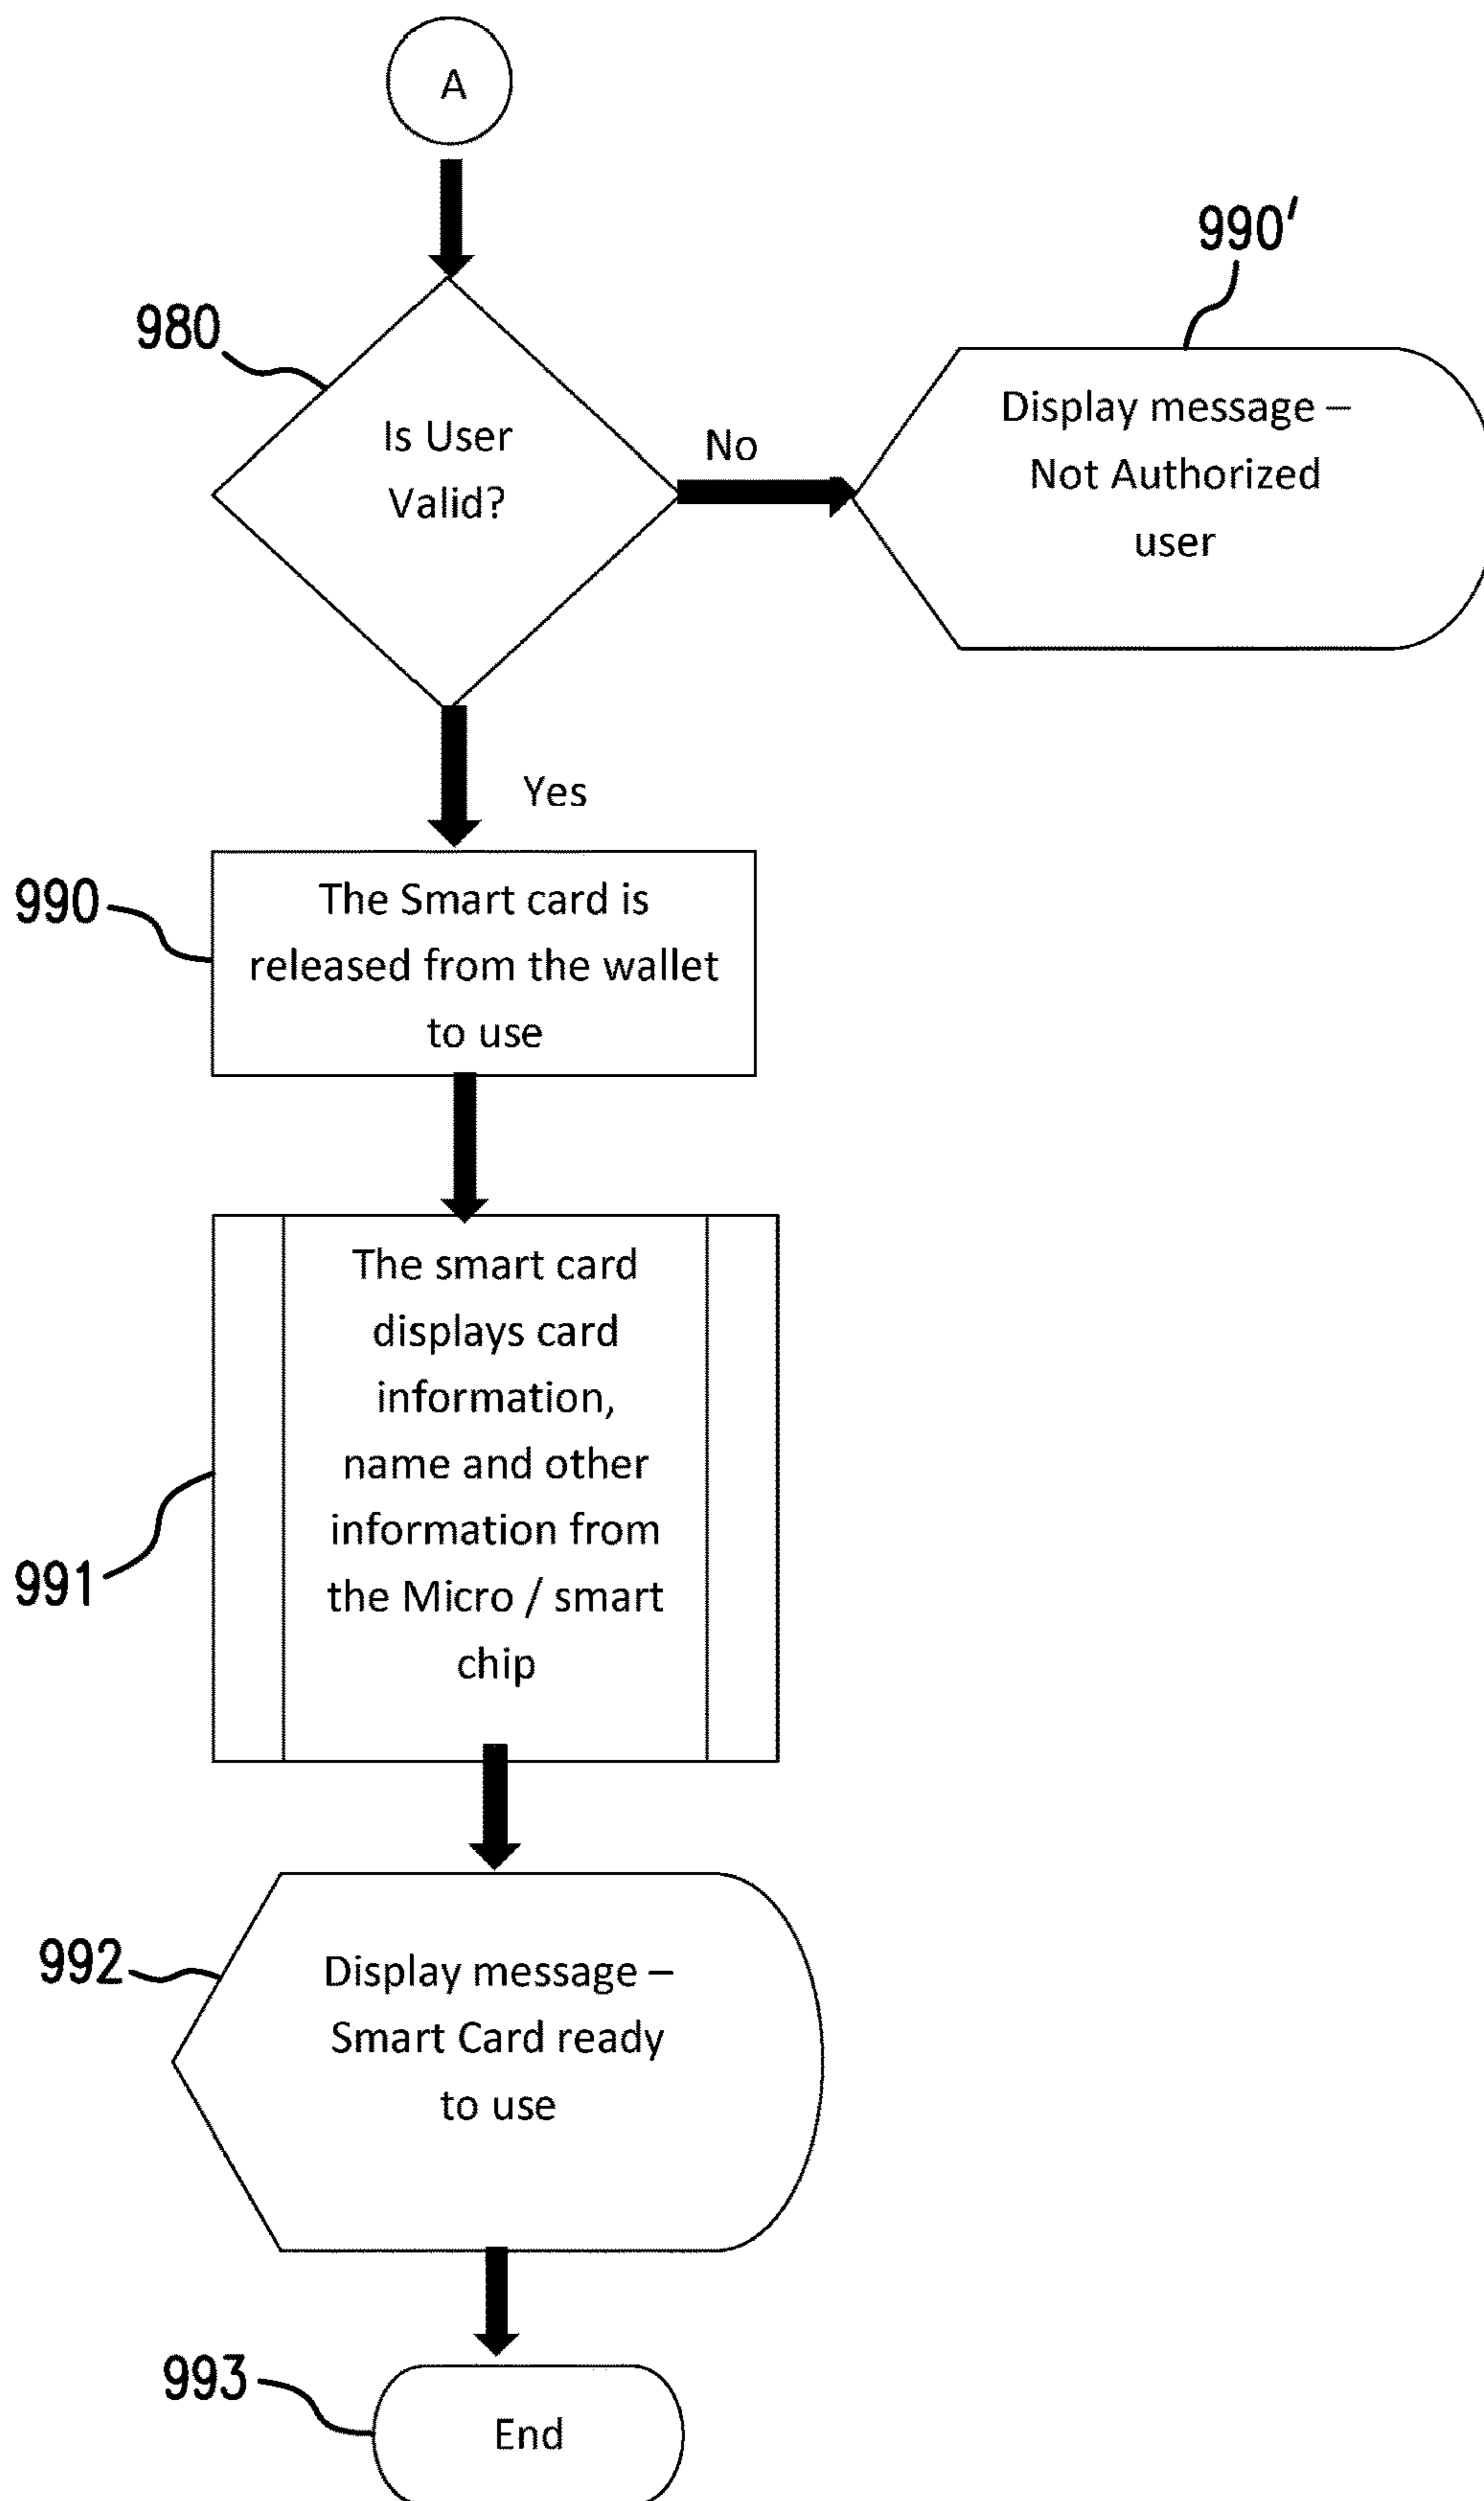 A
990'
980
Is User
Valid?
No
Display message –
Not Authorized
user
Yes
990
The Smart card is
released from the wallet
to use
The smart card
displays card
information,
name and other
information from
the Micro / smart
chip
991
992
Display message –
Smart Card ready
to use
993
End